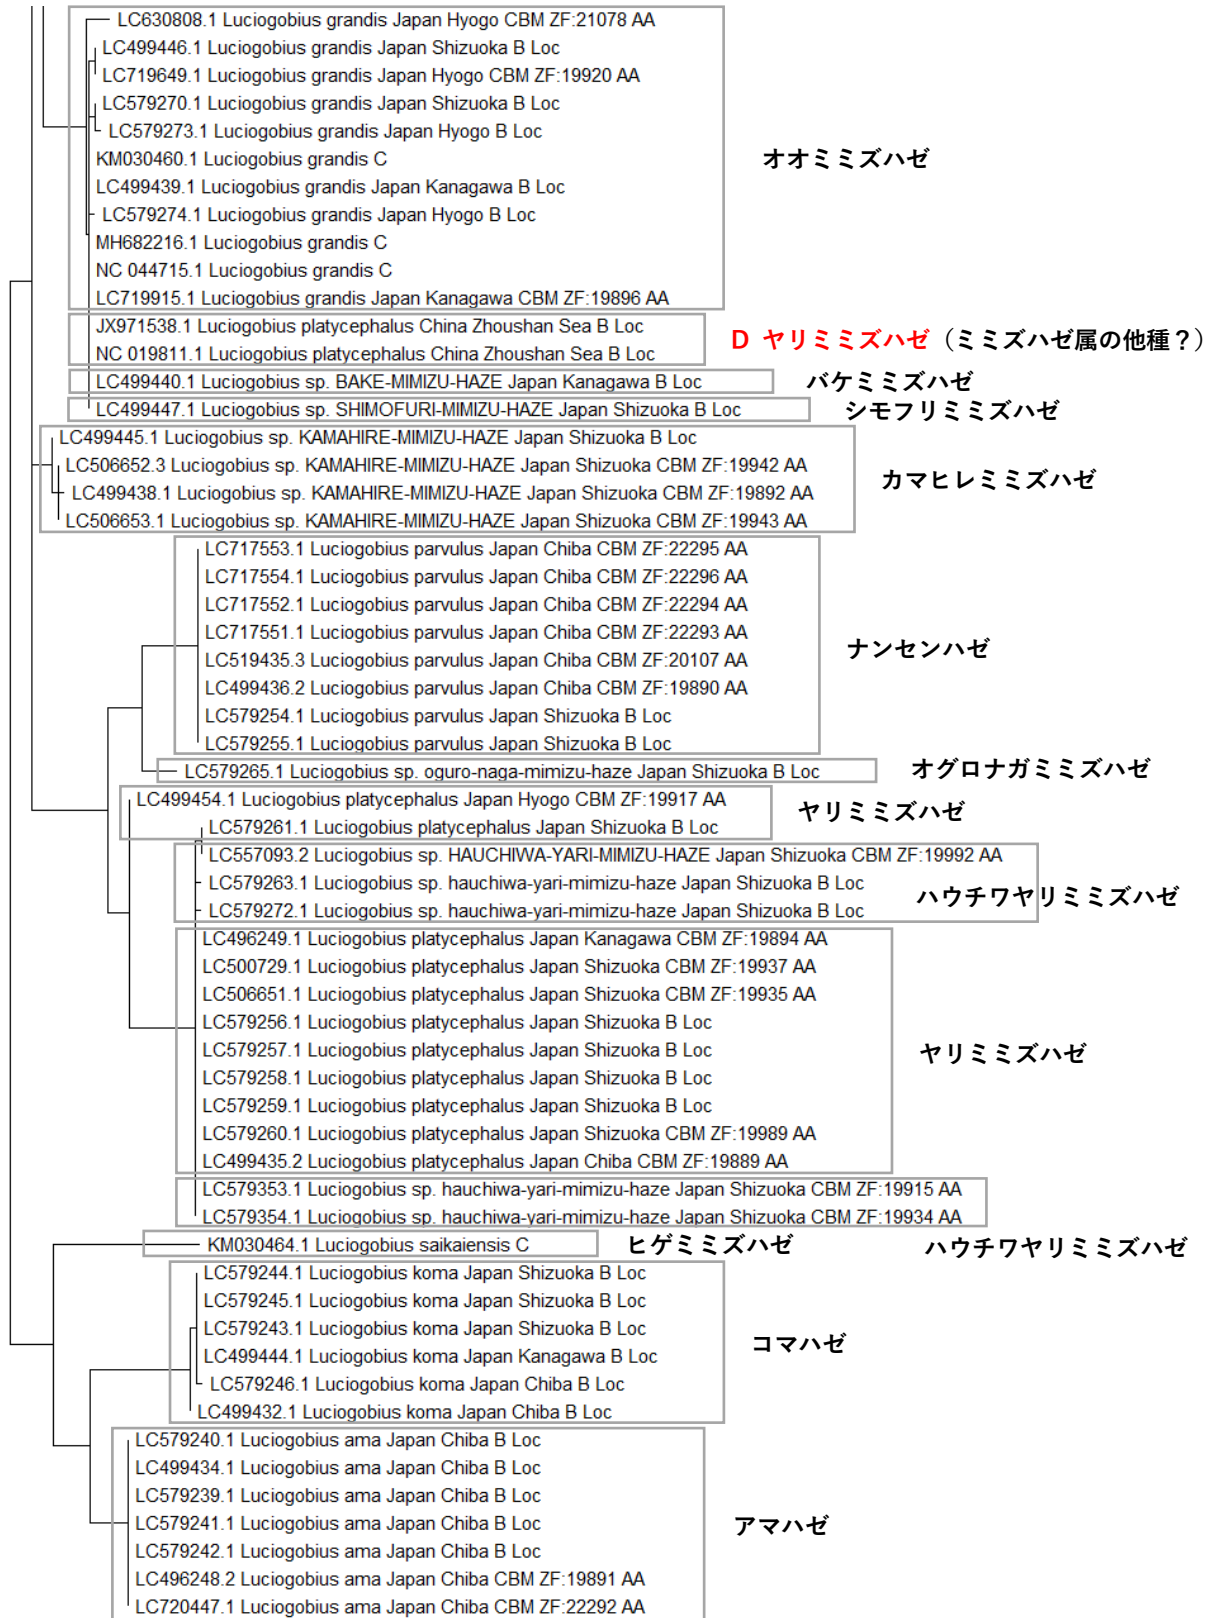 LC630808.1 Luciogobius grandis Japan Hyogo CBM ZF:21078 AA
LC499446.1 Luciogobius grandis Japan Shizuoka B Loc
LC719649.1 Luciogobius grandis Japan Hyogo CBM ZF:19920 AA
LC579270.1 Luciogobius grandis Japan Shizuoka B Loc
LC579273.1 Luciogobius grandis Japan Hyogo B Loc
KM030460.1 Luciogobius grandis C
オオミミズハゼ
LC499439.1 Luciogobius grandis Japan Kanagawa B Loc
LC579274.1 Luciogobius grandis Japan Hyogo B Loc
MH682216.1 Luciogobius grandis C
NC 044715.1 Luciogobius grandis C
LC719915.1 Luciogobius grandis Japan Kanagawa CBM ZF:19896 AA
JX971538.1 Luciogobius platycephalus China Zhoushan Sea B Loc
D ヤリミミズハゼ（ミミズハゼ属の他種？）
NC 019811.1 Luciogobius platycephalus China Zhoushan Sea B Loc
LC499440.1 Luciogobius sp. BAKE-MIMIZU-HAZE Japan Kanagawa B Loc
バケミミズハゼ
LC499447.1 Luciogobius sp. SHIMOFURI-MIMIZU-HAZE Japan Shizuoka B Loc
シモフリミミズハゼ
LC499445.1 Luciogobius sp. KAMAHIRE-MIMIZU-HAZE Japan Shizuoka B Loc
LC506652.3 Luciogobius sp. KAMAHIRE-MIMIZU-HAZE Japan Shizuoka CBM ZF:19942 AA
カマヒレミミズハゼ
LC499438.1 Luciogobius sp. KAMAHIRE-MIMIZU-HAZE Japan Shizuoka CBM ZF:19892 AA
LC506653.1 Luciogobius sp. KAMAHIRE-MIMIZU-HAZE Japan Shizuoka CBM ZF:19943 AA
LC717553.1 Luciogobius parvulus Japan Chiba CBM ZF:22295 AA
LC717554.1 Luciogobius parvulus Japan Chiba CBM ZF:22296 AA
LC717552.1 Luciogobius parvulus Japan Chiba CBM ZF:22294 AA
LC717551.1 Luciogobius parvulus Japan Chiba CBM ZF:22293 AA
ナンセンハゼ
LC519435.3 Luciogobius parvulus Japan Chiba CBM ZF:20107 AA
LC499436.2 Luciogobius parvulus Japan Chiba CBM ZF:19890 AA
LC579254.1 Luciogobius parvulus Japan Shizuoka B Loc
LC579255.1 Luciogobius parvulus Japan Shizuoka B Loc
LC579265.1 Luciogobius sp. oguro-naga-mimizu-haze Japan Shizuoka B Loc
オグロナガミミズハゼ
LC499454.1 Luciogobius platycephalus Japan Hyogo CBM ZF:19917 AA
ヤリミミズハゼ
LC579261.1 Luciogobius platycephalus Japan Shizuoka B Loc
LC557093.2 Luciogobius sp. HAUCHIWA-YARI-MIMIZU-HAZE Japan Shizuoka CBM ZF:19992 AA
LC579263.1 Luciogobius sp. hauchiwa-yari-mimizu-haze Japan Shizuoka B Loc
ハウチワヤリミミズハゼ
LC579272.1 Luciogobius sp. hauchiwa-yari-mimizu-haze Japan Shizuoka B Loc
LC496249.1 Luciogobius platycephalus Japan Kanagawa CBM ZF:19894 AA
LC500729.1 Luciogobius platycephalus Japan Shizuoka CBM ZF:19937 AA
LC506651.1 Luciogobius platycephalus Japan Shizuoka CBM ZF:19935 AA
LC579256.1 Luciogobius platycephalus Japan Shizuoka B Loc
LC579257.1 Luciogobius platycephalus Japan Shizuoka B Loc
ヤリミミズハゼ
LC579258.1 Luciogobius platycephalus Japan Shizuoka B Loc
LC579259.1 Luciogobius platycephalus Japan Shizuoka B Loc
LC579260.1 Luciogobius platycephalus Japan Shizuoka CBM ZF:19989 AA
LC499435.2 Luciogobius platycephalus Japan Chiba CBM ZF:19889 AA
LC579353.1 Luciogobius sp. hauchiwa-yari-mimizu-haze Japan Shizuoka CBM ZF:19915 AA
LC579354.1 Luciogobius sp. hauchiwa-yari-mimizu-haze Japan Shizuoka CBM ZF:19934 AA
KM030464.1 Luciogobius saikaiensis C
ヒゲミミズハゼ
ハウチワヤリミミズハゼ
LC579244.1 Luciogobius koma Japan Shizuoka B Loc
LC579245.1 Luciogobius koma Japan Shizuoka B Loc
LC579243.1 Luciogobius koma Japan Shizuoka B Loc
コマハゼ
LC499444.1 Luciogobius koma Japan Kanagawa B Loc
LC579246.1 Luciogobius koma Japan Chiba B Loc
LC499432.1 Luciogobius koma Japan Chiba B Loc
LC579240.1 Luciogobius ama Japan Chiba B Loc
LC499434.1 Luciogobius ama Japan Chiba B Loc
LC579239.1 Luciogobius ama Japan Chiba B Loc
LC579241.1 Luciogobius ama Japan Chiba B Loc
アマハゼ
LC579242.1 Luciogobius ama Japan Chiba B Loc
LC496248.2 Luciogobius ama Japan Chiba CBM ZF:19891 AA
LC720447.1 Luciogobius ama Japan Chiba CBM ZF:22292 AA